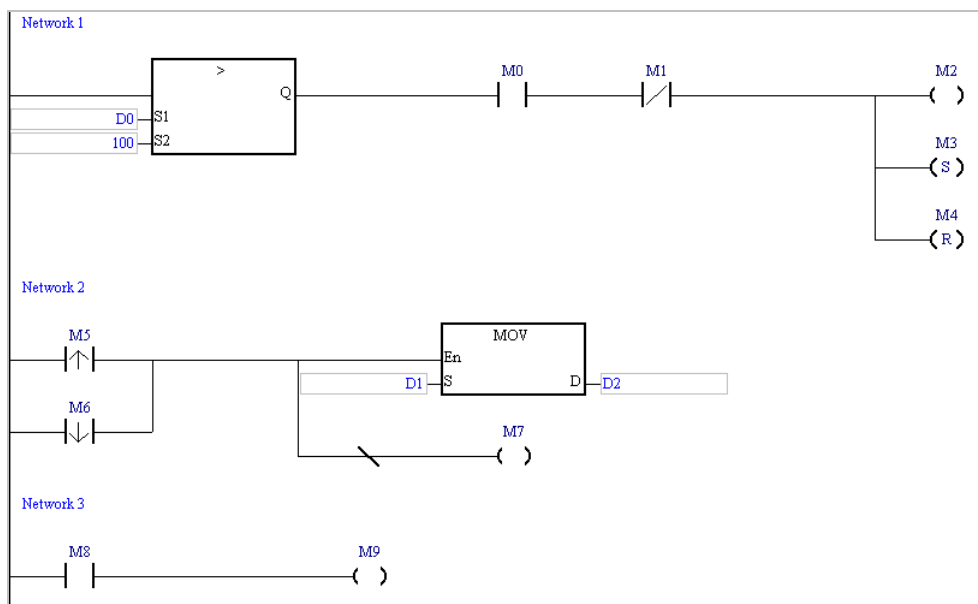 Network 1
>
M0
M1
M2
Q
D0 S1
100 S2
M3
S
M4
R
Network 2
M5
MOV
En
D1 S D D2
M6
M7
Network 3
M8
M9